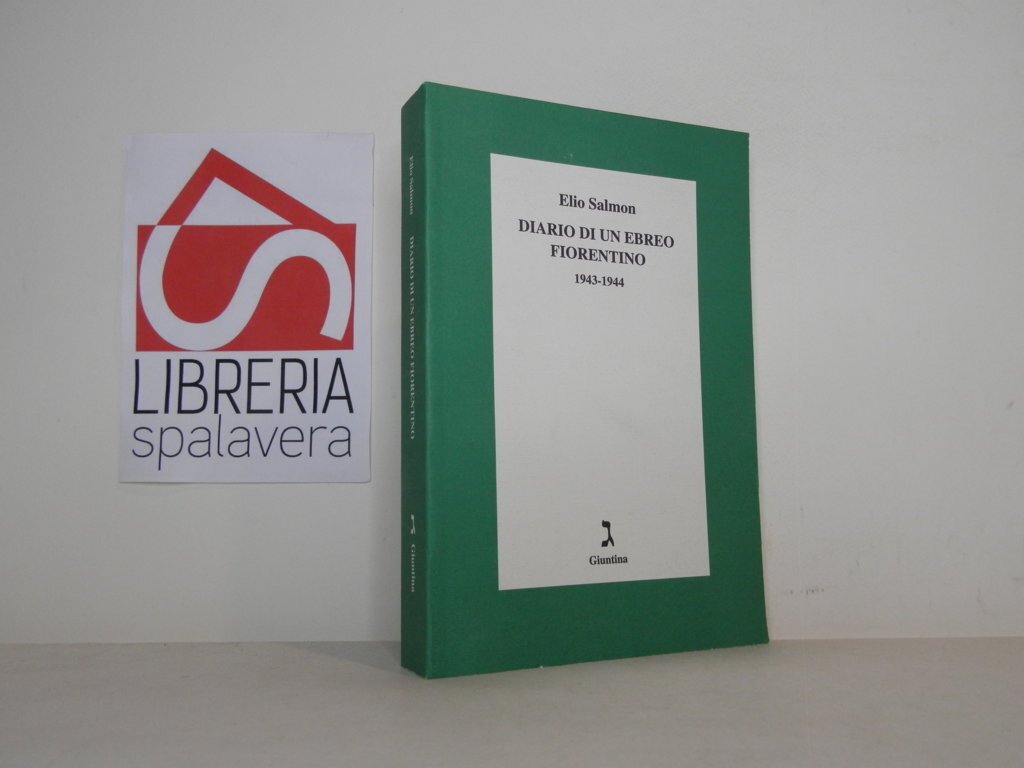 LIBRERIA
spalavera
Elio Salmon DIARIO DI UN EBREO FIORENTINO ג Giuntina
Elio Salmon
DIARIO DI UN EBREO
FIORENTINO
1943-1944
ג
Giuntina